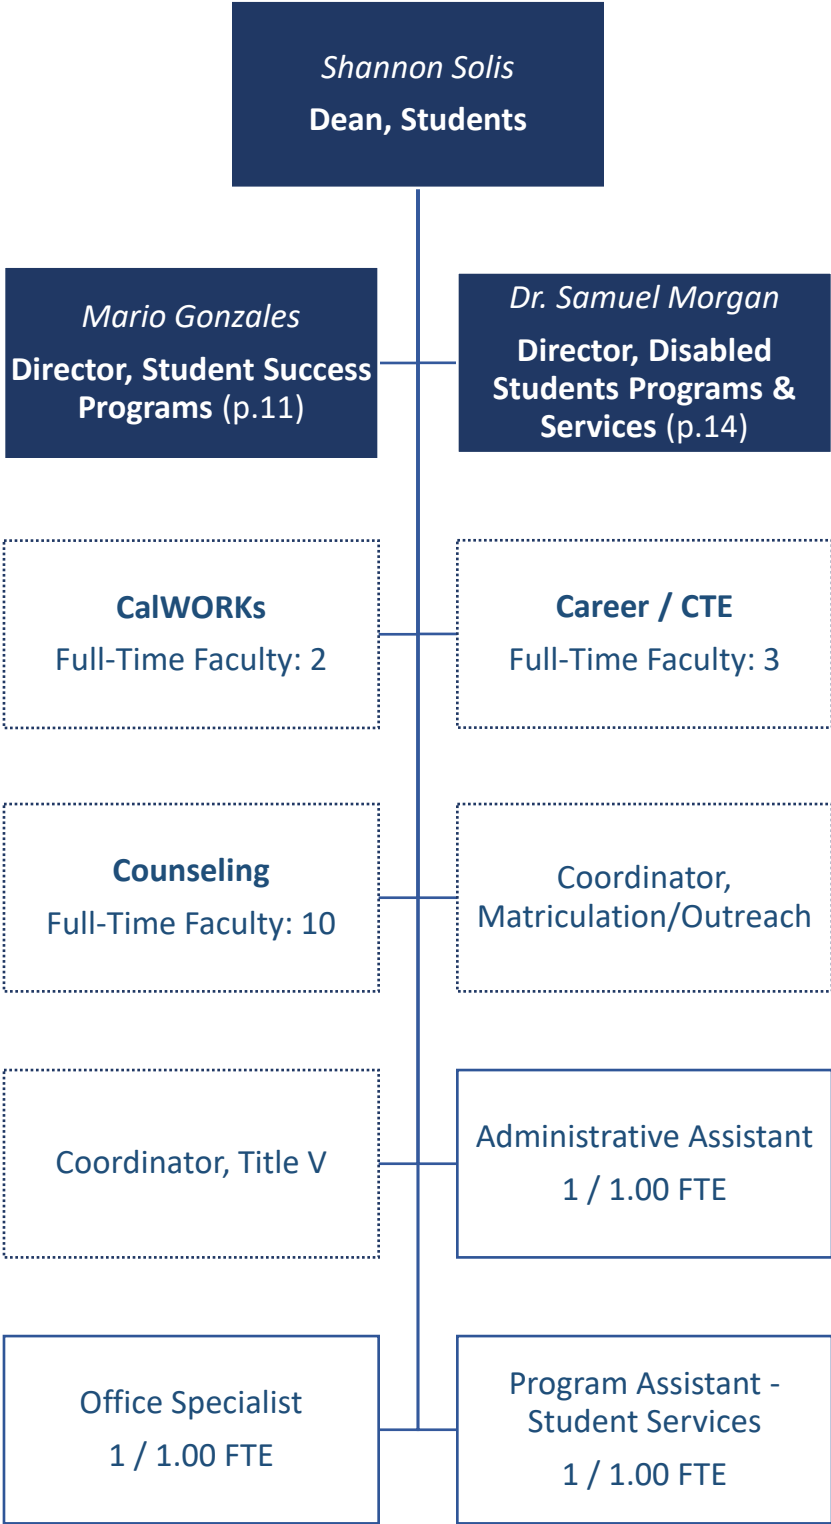 Shannon Solis
Dean, Students
Mario Gonzales
Director, Student Success
Programs (p.11)
Dr. Samuel Morgan
Director, Disabled
Students Programs &
Services (p.14)
CalWORKs
Full-Time Faculty: 2
Career / CTE
Full-Time Faculty: 3
Counseling
Full-Time Faculty: 10
Coordinator,
Matriculation/Outreach
Coordinator, Title V
Administrative Assistant
1 / 1.00 FTE
Office Specialist
1 / 1.00 FTE
Program Assistant -
Student Services
1 / 1.00 FTE